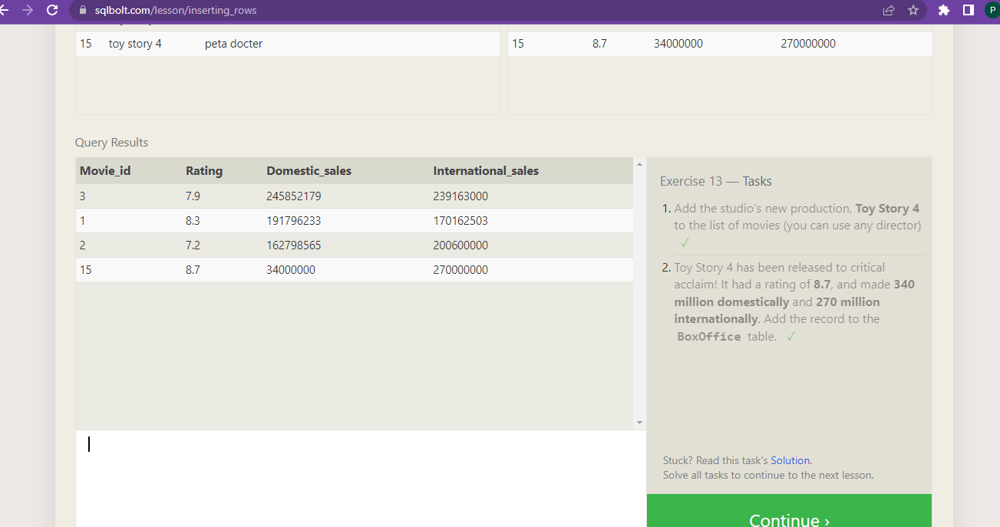 sqlbolt.com/lesson/inserting_rows
P
15 toy story 4 peta docter 15 8.7 34000000 270000000
Query Results
Movie_id Rating Domestic_sales International_sales
3 7.9 245852179 239163000
1 8.3 191796233 170162503
2 7.2 162798565 200600000
15 8.7 34000000 270000000
Exercise 13 — Tasks
1. Add the studio's new production, Toy Story 4
to the list of movies (you can use any director)
✓
2. Toy Story 4 has been released to critical
acclaim! It had a rating of 8.7, and made 340
million domestically and 270 million
internationally. Add the record to the
BoxOffice table. ✓
Stuck? Read this task's Solution.
Solve all tasks to continue to the next lesson.
Continue ›